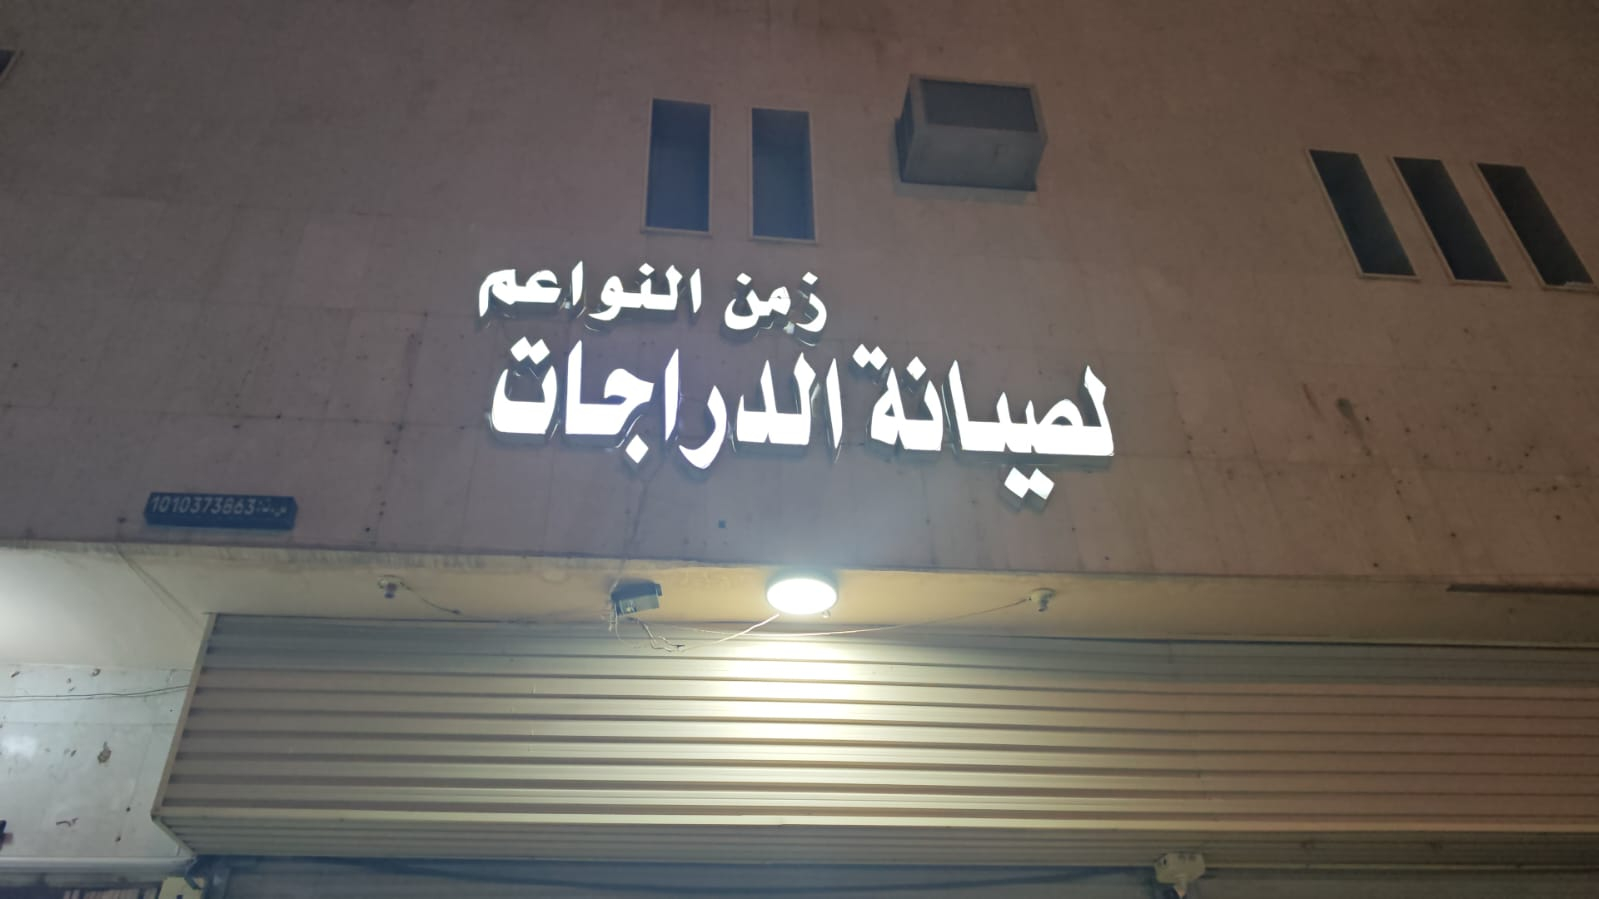 زمن النواعم
لصيانة الدراجات
س.ت: 1010373863